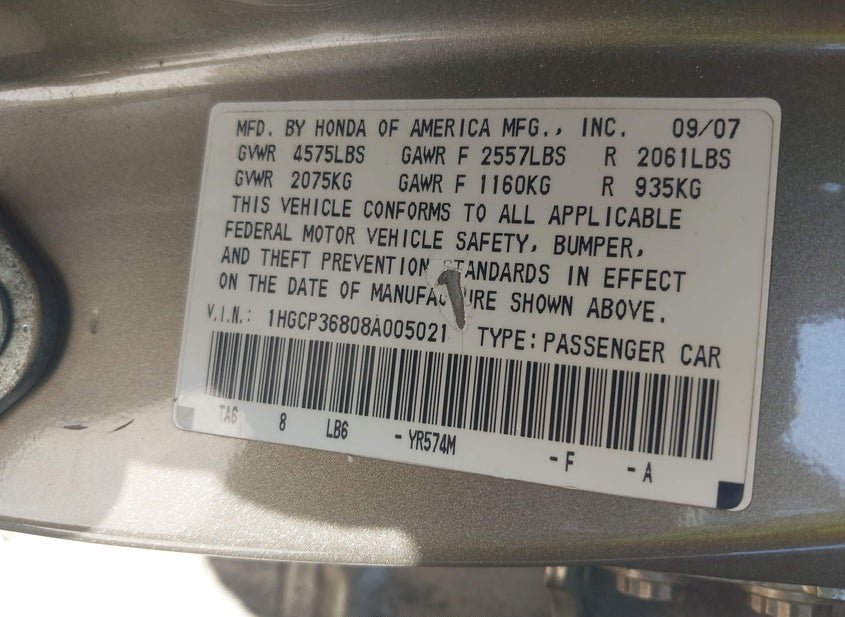 MFD. BY HONDA OF AMERICA MFG., INC. 09/07
GVWR 4575LBS GAWR F 2557LBS R 2061LBS
GVWR 2075KG GAWR F 1160KG R 935KG
THIS VEHICLE CONFORMS TO ALL APPLICABLE
FEDERAL MOTOR VEHICLE SAFETY, BUMPER,
AND THEFT PREVENTION STANDARDS IN EFFECT
ON THE DATE OF MANUFACTURE SHOWN ABOVE.
V.I.N.: 1HGCP36808A005021 TYPE: PASSENGER CAR
TA6 8 LB6 - YR574M - F - A